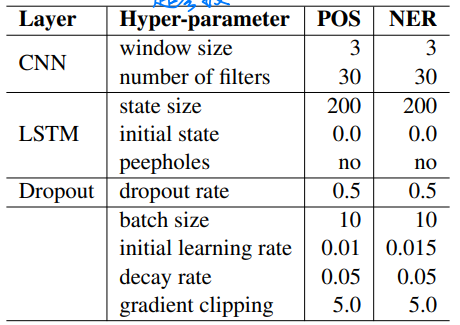 Layer Hyper-parameter POS NER
CNN window size 3 3
number of filters 30 30
LSTM state size 200 200
initial state 0.0 0.0
peepholes no no
Dropout dropout rate 0.5 0.5
batch size 10 10
initial learning rate 0.01 0.015
decay rate 0.05 0.05
gradient clipping 5.0 5.0